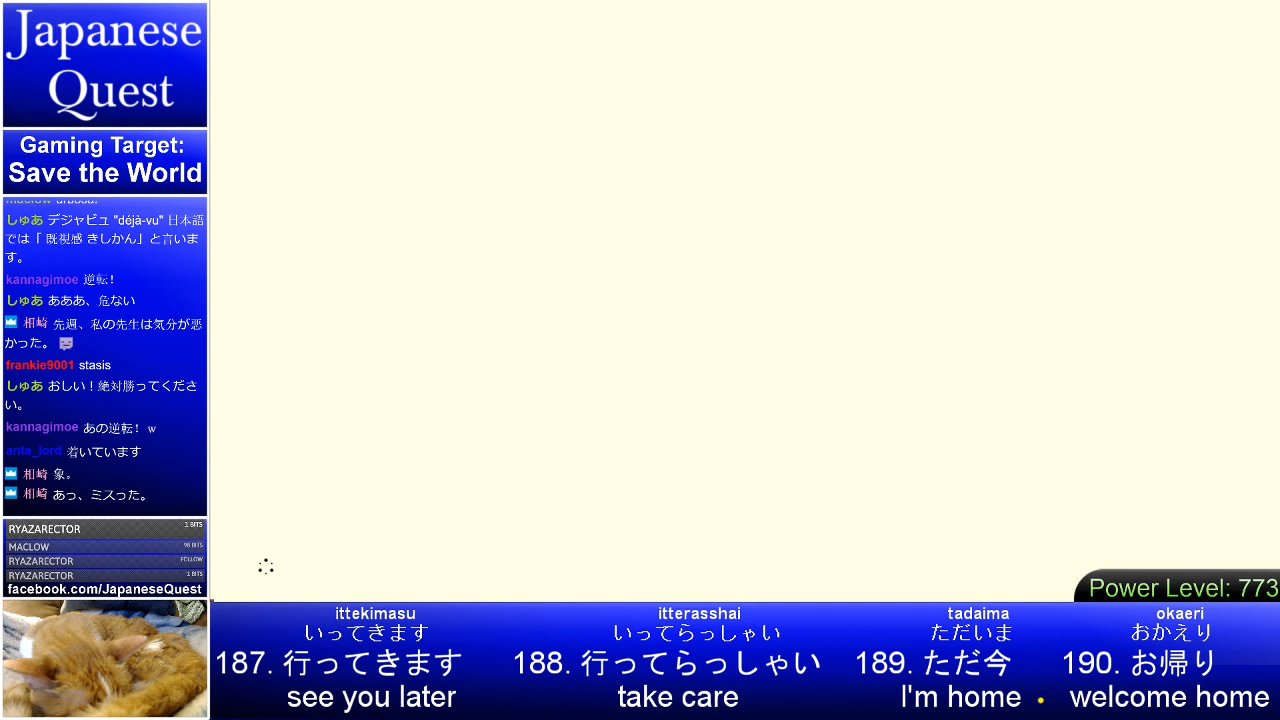 Japanese
Quest
Gaming Target:
Save the World
しゅあ デジャビュ "déjà-vu" 日本語
では「 既視感 きしかん」と言いま
す。
kannagimoe 逆転！
しゅあ あああ、危ない
相崎 先週、私の先生は気分が悪
かった。
frankie9001 stasis
しゅあ おしい！絶対勝ってくださ
い。
kannagimoe あの逆転！ w
anta_lord 着いています
相崎 象。
相崎 あっ、ミスった。
RYAZARECTOR 1 BITS
MACLOW 98 BITS
RYAZARECTOR FOLLOW
RYAZARECTOR 1 BITS
facebook.com/JapaneseQuest
Power Level: 773
ittekimasu
いってきます
187. 行ってきます
see you later
itterasshai
いってらっしゃい
188. 行ってらっしゃい
take care
tadaima
ただいま
189. ただ今
I'm home
okaeri
おかえり
190. お帰り
welcome home